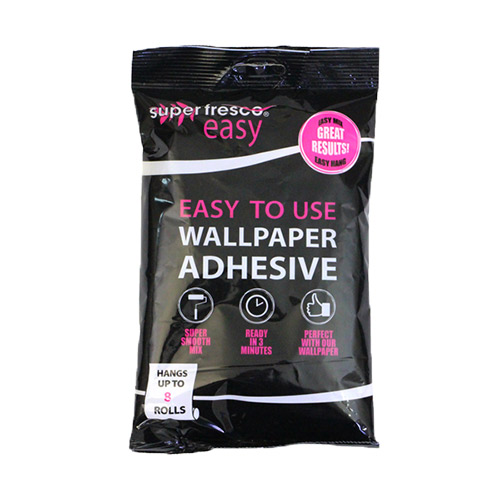 super fresco®
easy
EASY MIX
GREAT
RESULTS!
EASY HANG
EASY TO USE
WALLPAPER
ADHESIVE
SUPER
SMOOTH
MIX
READY
IN 3
MINUTES
PERFECT
WITH OUR
WALLPAPER
HANGS
UP TO
8
ROLLS